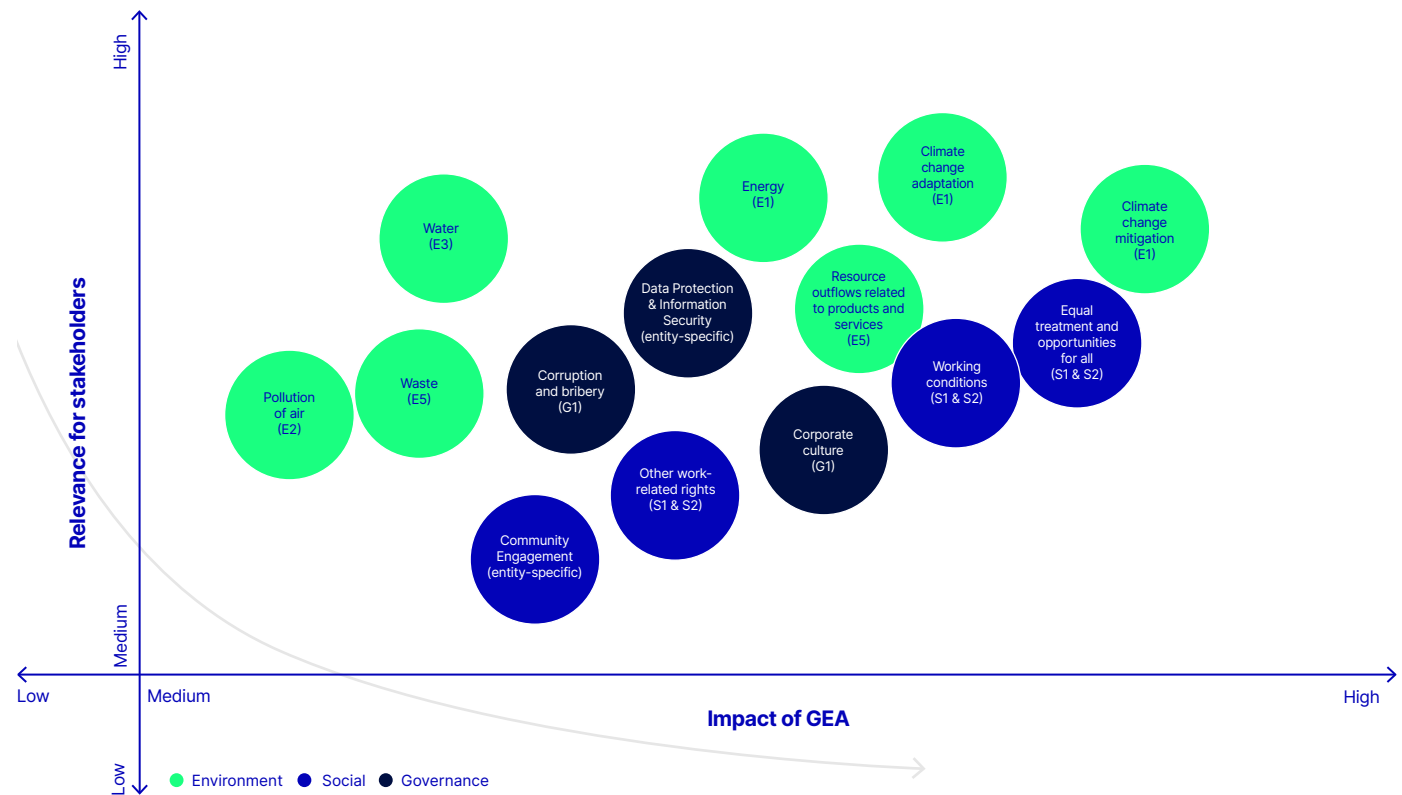 High
Relevance for stakeholders
Medium
Low
Climate
change
adaptation
(E1)
Energy
(E1)
Climate
change
mitigation
(E1)
Water
(E3)
Data Protection
& Information
Security
(entity-specific)
Resource
outflows related
to products and
services
(E5)
Equal
treatment and
opportunities
for all
(S1 & S2)
Working
conditions
(S1 & S2)
Corruption
and bribery
(G1)
Waste
(E5)
Pollution
of air
(E2)
Corporate
culture
(G1)
Other work-
related rights
(S1 & S2)
Community
Engagement
(entity-specific)
Low
Medium
High
Impact of GEA
Environment
Social
Governance